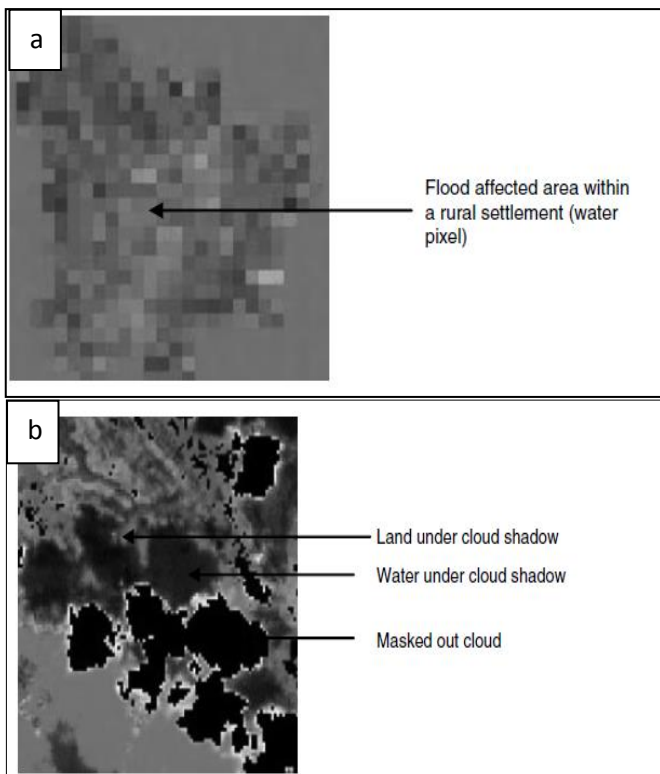 a
Flood affected area within
a rural settlement (water
pixel)
b
Land under cloud shadow
Water under cloud shadow
Masked out cloud